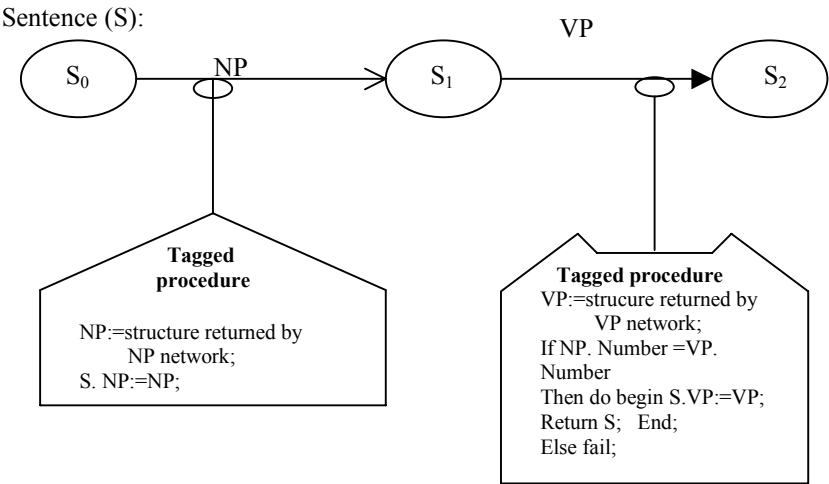 Sentence (S):
VP
NP
S₀
S₁
S₂
Tagged
procedure
NP:=structure returned by
NP network;
S. NP:=NP;
Tagged procedure
VP:=strucure returned by
VP network;
If NP. Number =VP.
Number
Then do begin S.VP:=VP;
Return S; End;
Else fail;